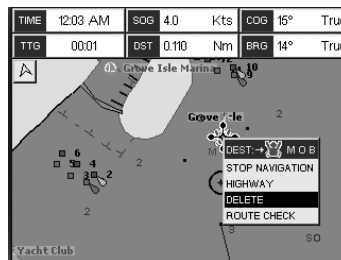 TIME 12:03 AM SOG 4.0 Kts COG 15° Tru
TTG 00:01 DST 0.110 Nm BRG 14° Tru
Grove Isle Marina
10
9
2
Grove Isle
2
M
DEST:→ M O B
STOP NAVIGATION
HIGHWAY
DELETE
ROUTE CHECK
6
5 4
3 2
2
3
SO
Yacht Club